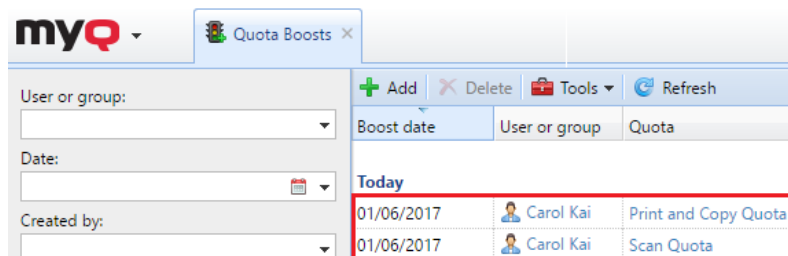 myQ
Quota Boosts
User or group:
Date:
Created by:
Add Delete Tools Refresh
Boost date User or group Quota
Today
01/06/2017 Carol Kai Print and Copy Quota
01/06/2017 Carol Kai Scan Quota